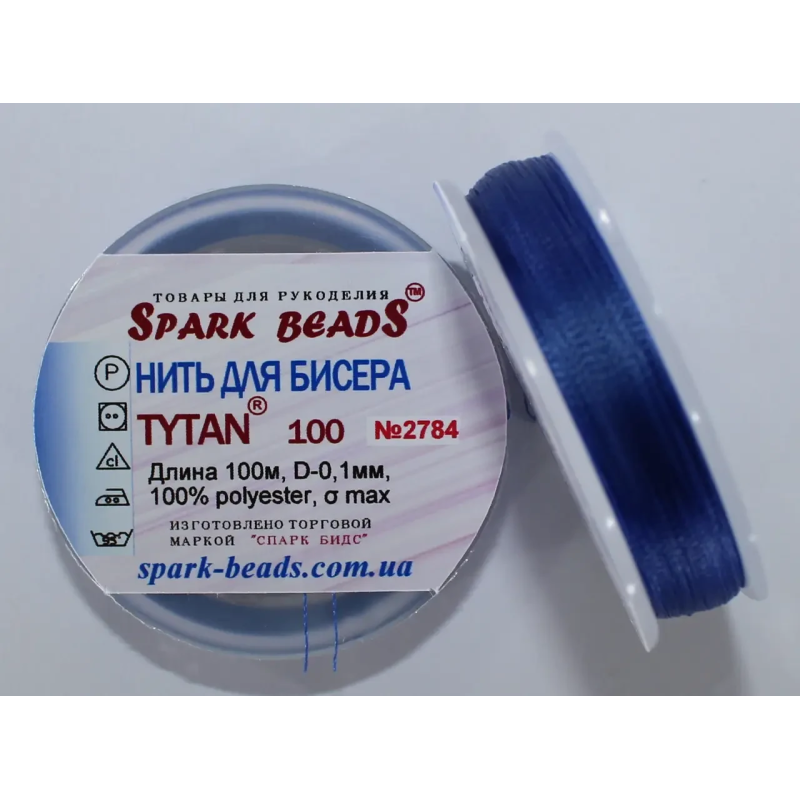 ТОВАРЫ ДЛЯ РУКОДЕЛИЯ
SPARK BEADS™
P НИТЬ ДЛЯ БИСЕРА
TYTAN® 100 №2784
cl
Длина 100м, D-0,1мм,
100% polyester, σ max
ИЗГОТОВЛЕНО ТОРГОВОЙ
МАРКОЙ "СПАРК БИДС"
spark-beads.com.ua